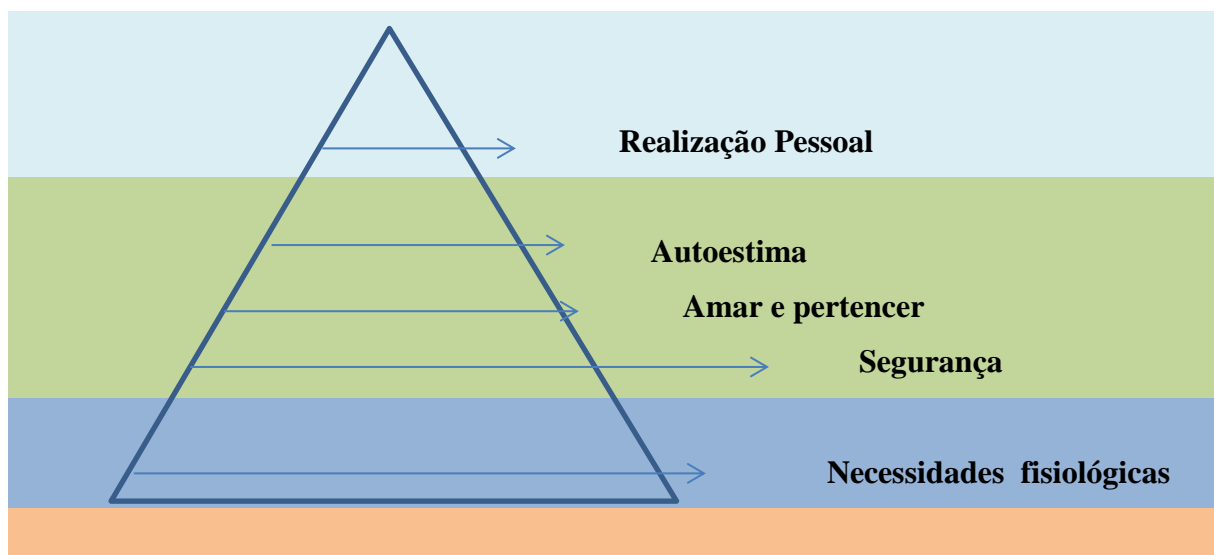 Realização Pessoal
Autoestima
Amar e pertencer
Segurança
Necessidades fisiológicas